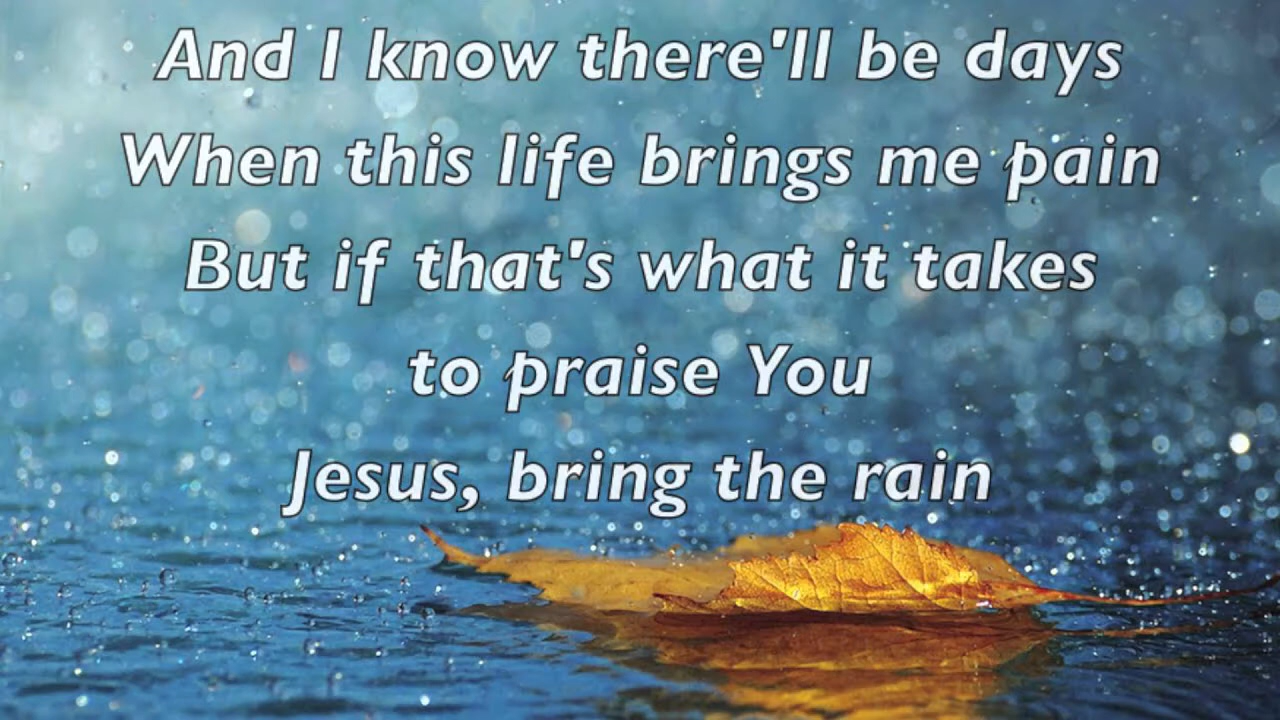 And I know there'll be days
When this life brings me pain
But if that's what it takes
to praise You
Jesus, bring the rain